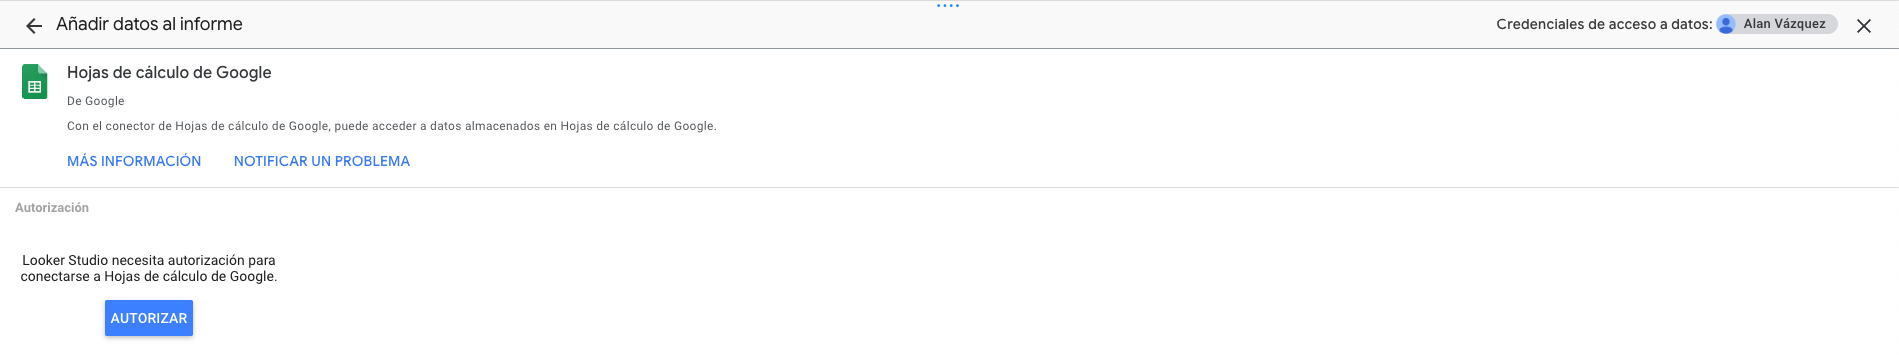 Añadir datos al informe
Credenciales de acceso a datos: Alan Vázquez
Hojas de cálculo de Google
De Google
Con el conector de Hojas de cálculo de Google, puede acceder a datos almacenados en Hojas de cálculo de Google.
MÁS INFORMACIÓN NOTIFICAR UN PROBLEMA
Autorización
Looker Studio necesita autorización para
conectarse a Hojas de cálculo de Google.
AUTORIZAR